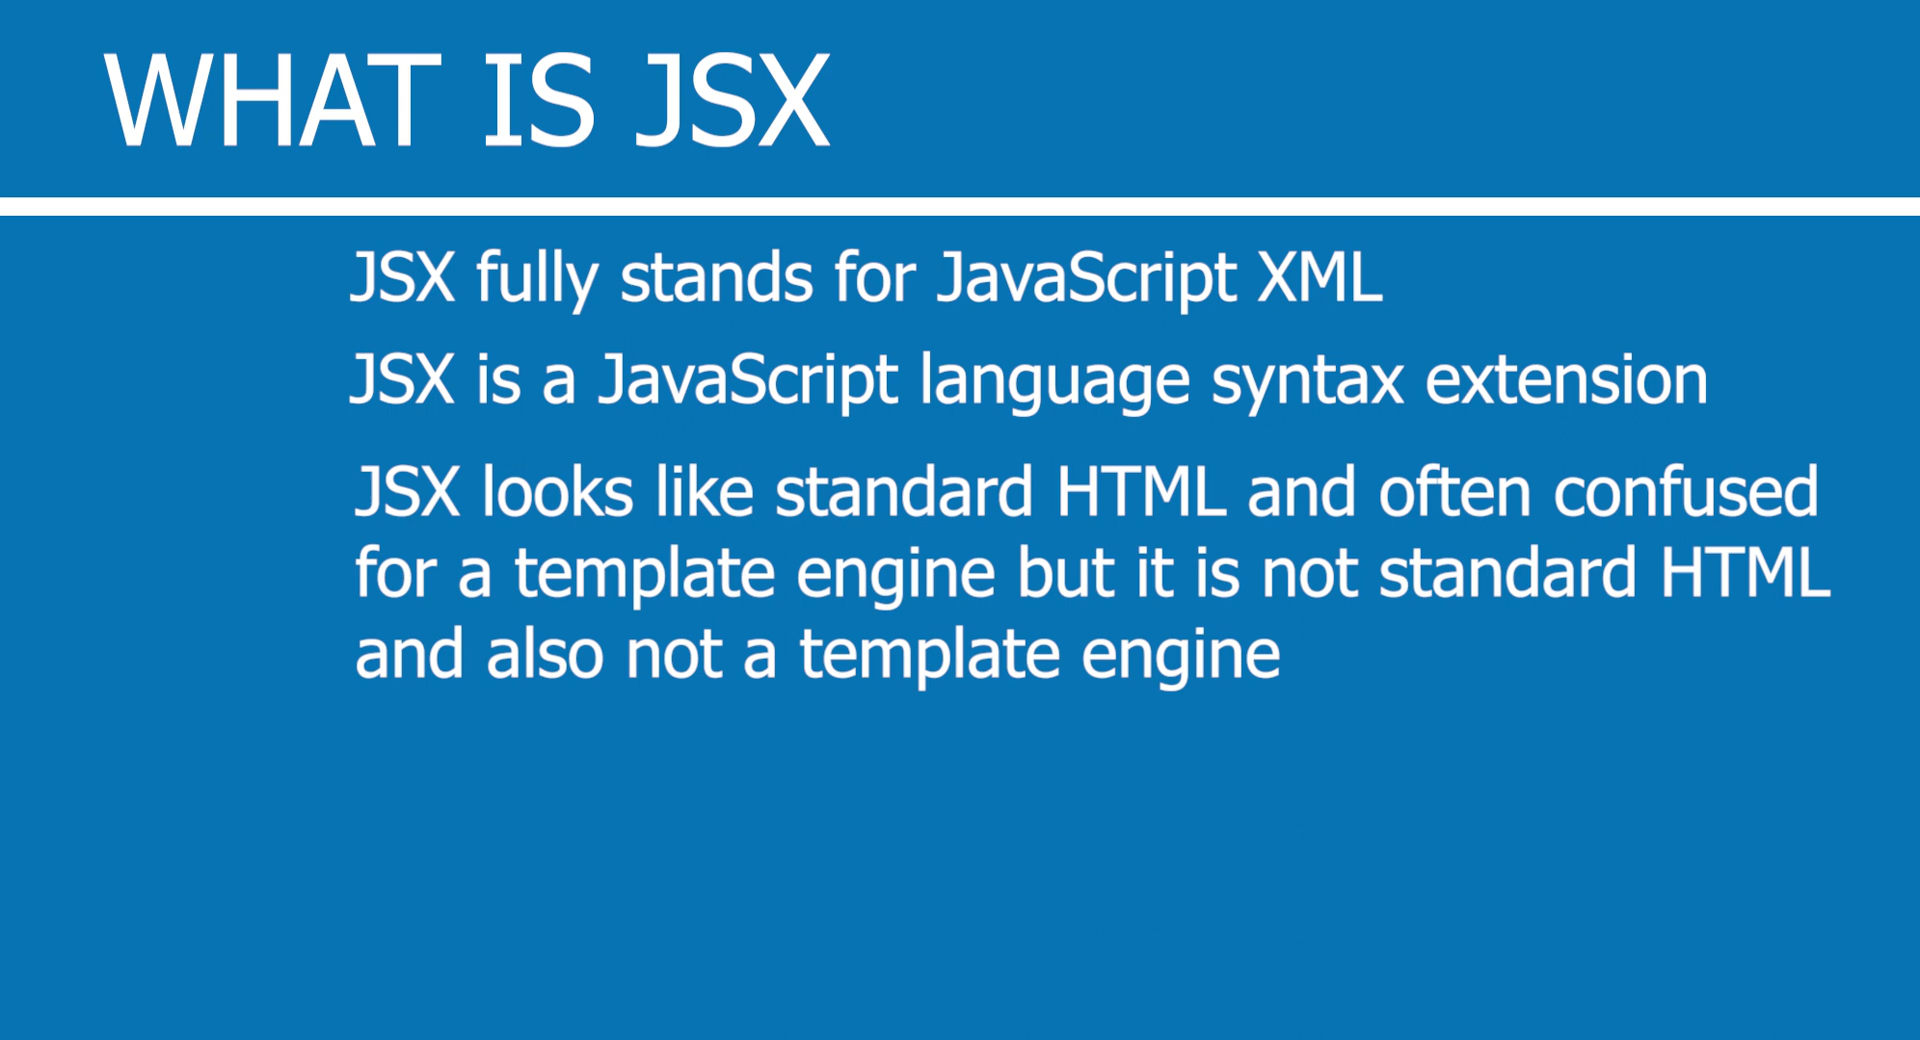 WHAT IS JSX
JSX fully stands for JavaScript XML
JSX is a JavaScript language syntax extension
JSX looks like standard HTML and often confused
for a template engine but it is not standard HTML
and also not a template engine